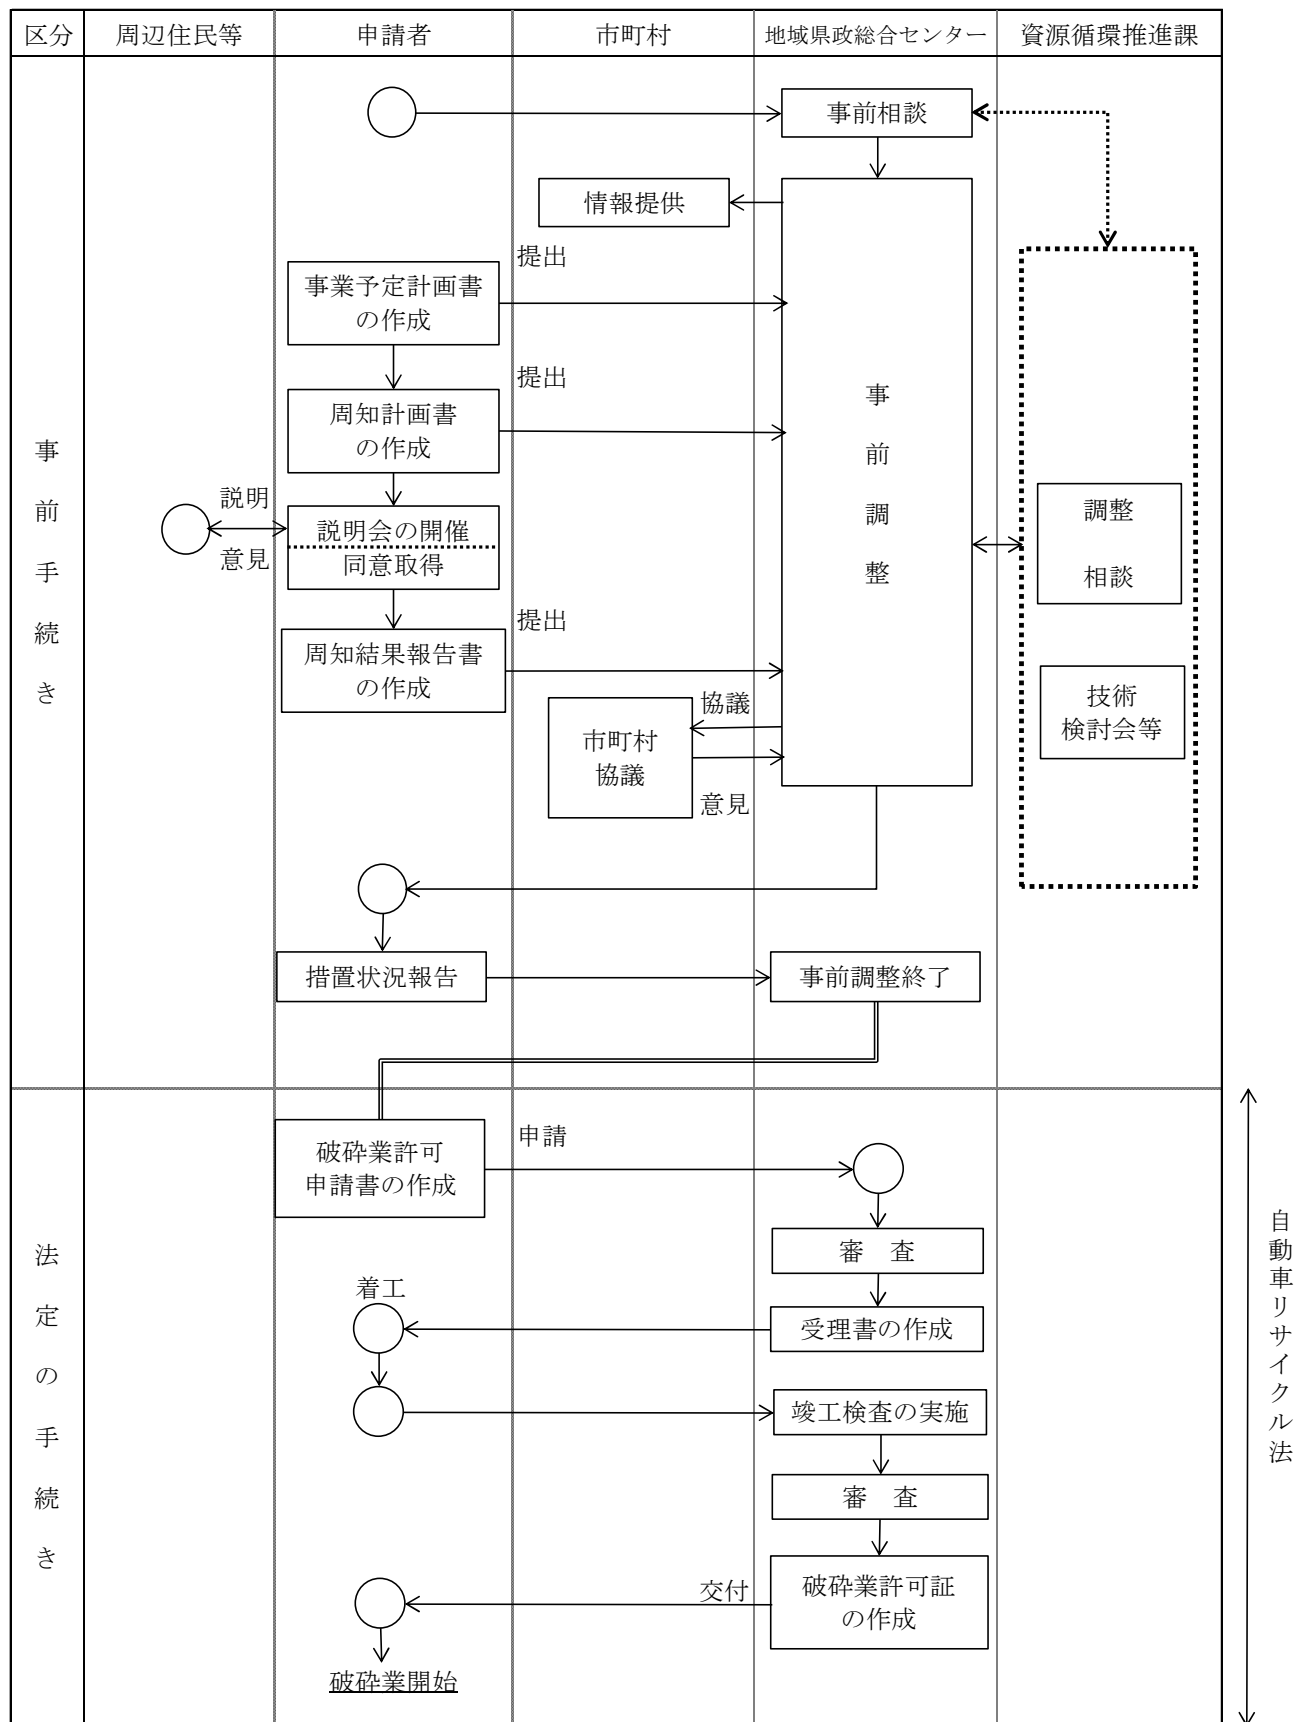 区分
周辺住民等
申請者
市町村
地域県政総合センター
資源循環推進課
事前手続き
事前相談
情報提供
提出
事業予定計画書
の作成
提出
周知計画書
の作成
事前調整
説明
意見
説明会の開催
同意取得
調整
相談
提出
周知結果報告書
の作成
技術
検討会等
協議
市町村
協議
意見
措置状況報告
事前調整終了
法定の手続き
破砕業許可
申請書の作成
申請
審 査
着工
受理書の作成
竣工検査の実施
審 査
交付
破砕業許可証
の作成
破砕業開始
自動車リサイクル法